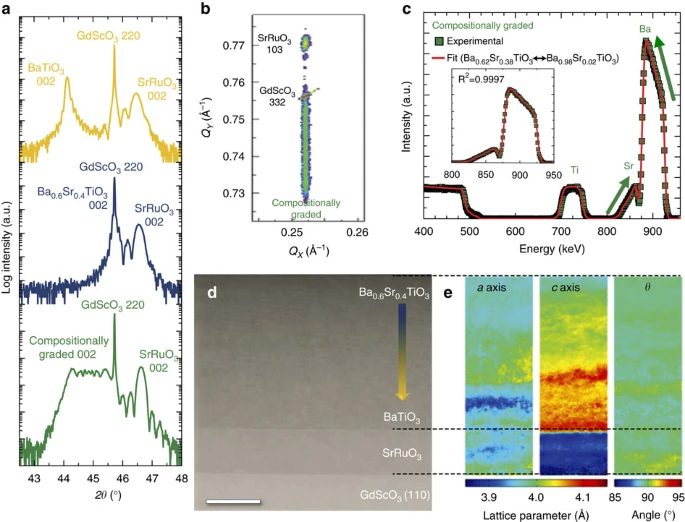 a
GdScO₃ 220
BaTiO₃
002
SrRuO₃
002
GdScO₃ 220
Ba₀.₆Sr₀.₄TiO₃
002
SrRuO₃
002
GdScO₃ 220
Compositionally
graded 002
SrRuO₃
002
Log intensity (a.u.)
43 44 45 46 47 48
2θ (°)
b
0.77
0.76
0.75
0.74
0.73
SrRuO₃
103
GdScO₃
332
Compositionally
graded
Q_Y (Å⁻¹)
0.25 0.26
Q_X (Å⁻¹)
c
Compositionally graded
Experimental
Fit (Ba₀.₆₂Sr₀.₃₈TiO₃↔Ba₀.₉₈Sr₀.₀₂TiO₃)
R²=0.9997
800 850 900 950
Ba
Ti
Sr
Intensity (a.u.)
400 500 600 700 800 900
Energy (keV)
d
Ba₀.₆Sr₀.₄TiO₃
BaTiO₃
SrRuO₃
GdScO₃ (110)
e
a axis
c axis
θ
3.9 4.0 4.1
85 90 95
Lattice parameter (Å)
Angle (°)